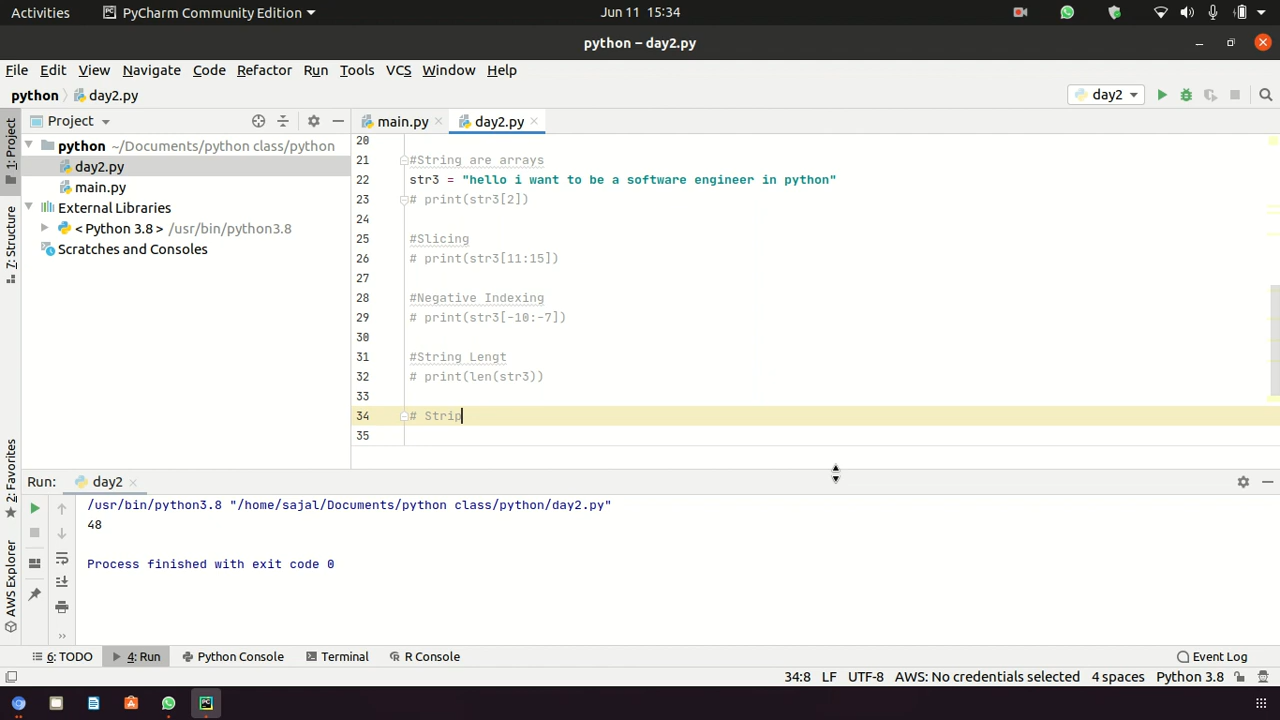 Activities PyCharm Community Edition Jun 11 15:34
python – day2.py
File Edit View Navigate Code Refactor Run Tools VCS Window Help
python day2.py day2
1: Project
Project
main.py day2.py
python ~/Documents/python class/python
day2.py
main.py
External Libraries
< Python 3.8 > /usr/bin/python3.8
Scratches and Consoles
20
21 #String are arrays
22 str3 = "hello i want to be a software engineer in python"
23 # print(str3[2])
24
25 #Slicing
26 # print(str3[11:15])
27
28 #Negative Indexing
29 # print(str3[-10:-7])
30
31 #String Lengt
32 # print(len(str3))
33
34 # Strip
35
7: Structure
2: Favorites
AWS Explorer
Run: day2
/usr/bin/python3.8 "/home/sajal/Documents/python class/python/day2.py"
48
Process finished with exit code 0
6: TODO 4: Run Python Console Terminal R Console Event Log
34:8 LF UTF-8 AWS: No credentials selected 4 spaces Python 3.8